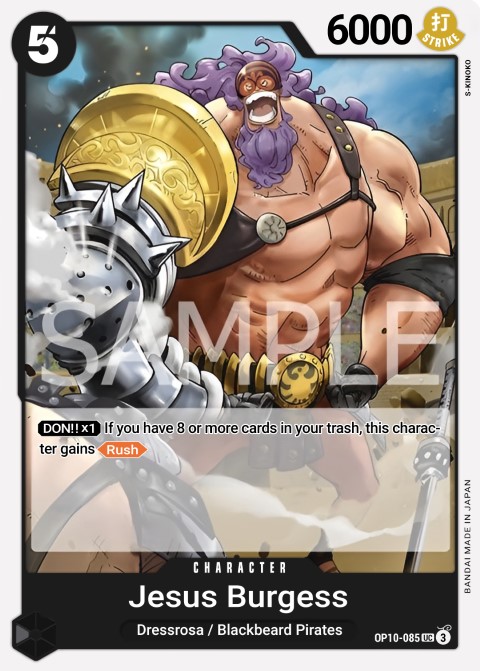 5
6000
打
STRIKE
S-KINOKO
SAMPLE
DON!!×1 If you have 8 or more cards in your trash, this charac-
ter gains Rush
BANDAI MADE IN JAPAN
CHARACTER
Jesus Burgess
Dressrosa / Blackbeard Pirates
OP10-085 UC 3